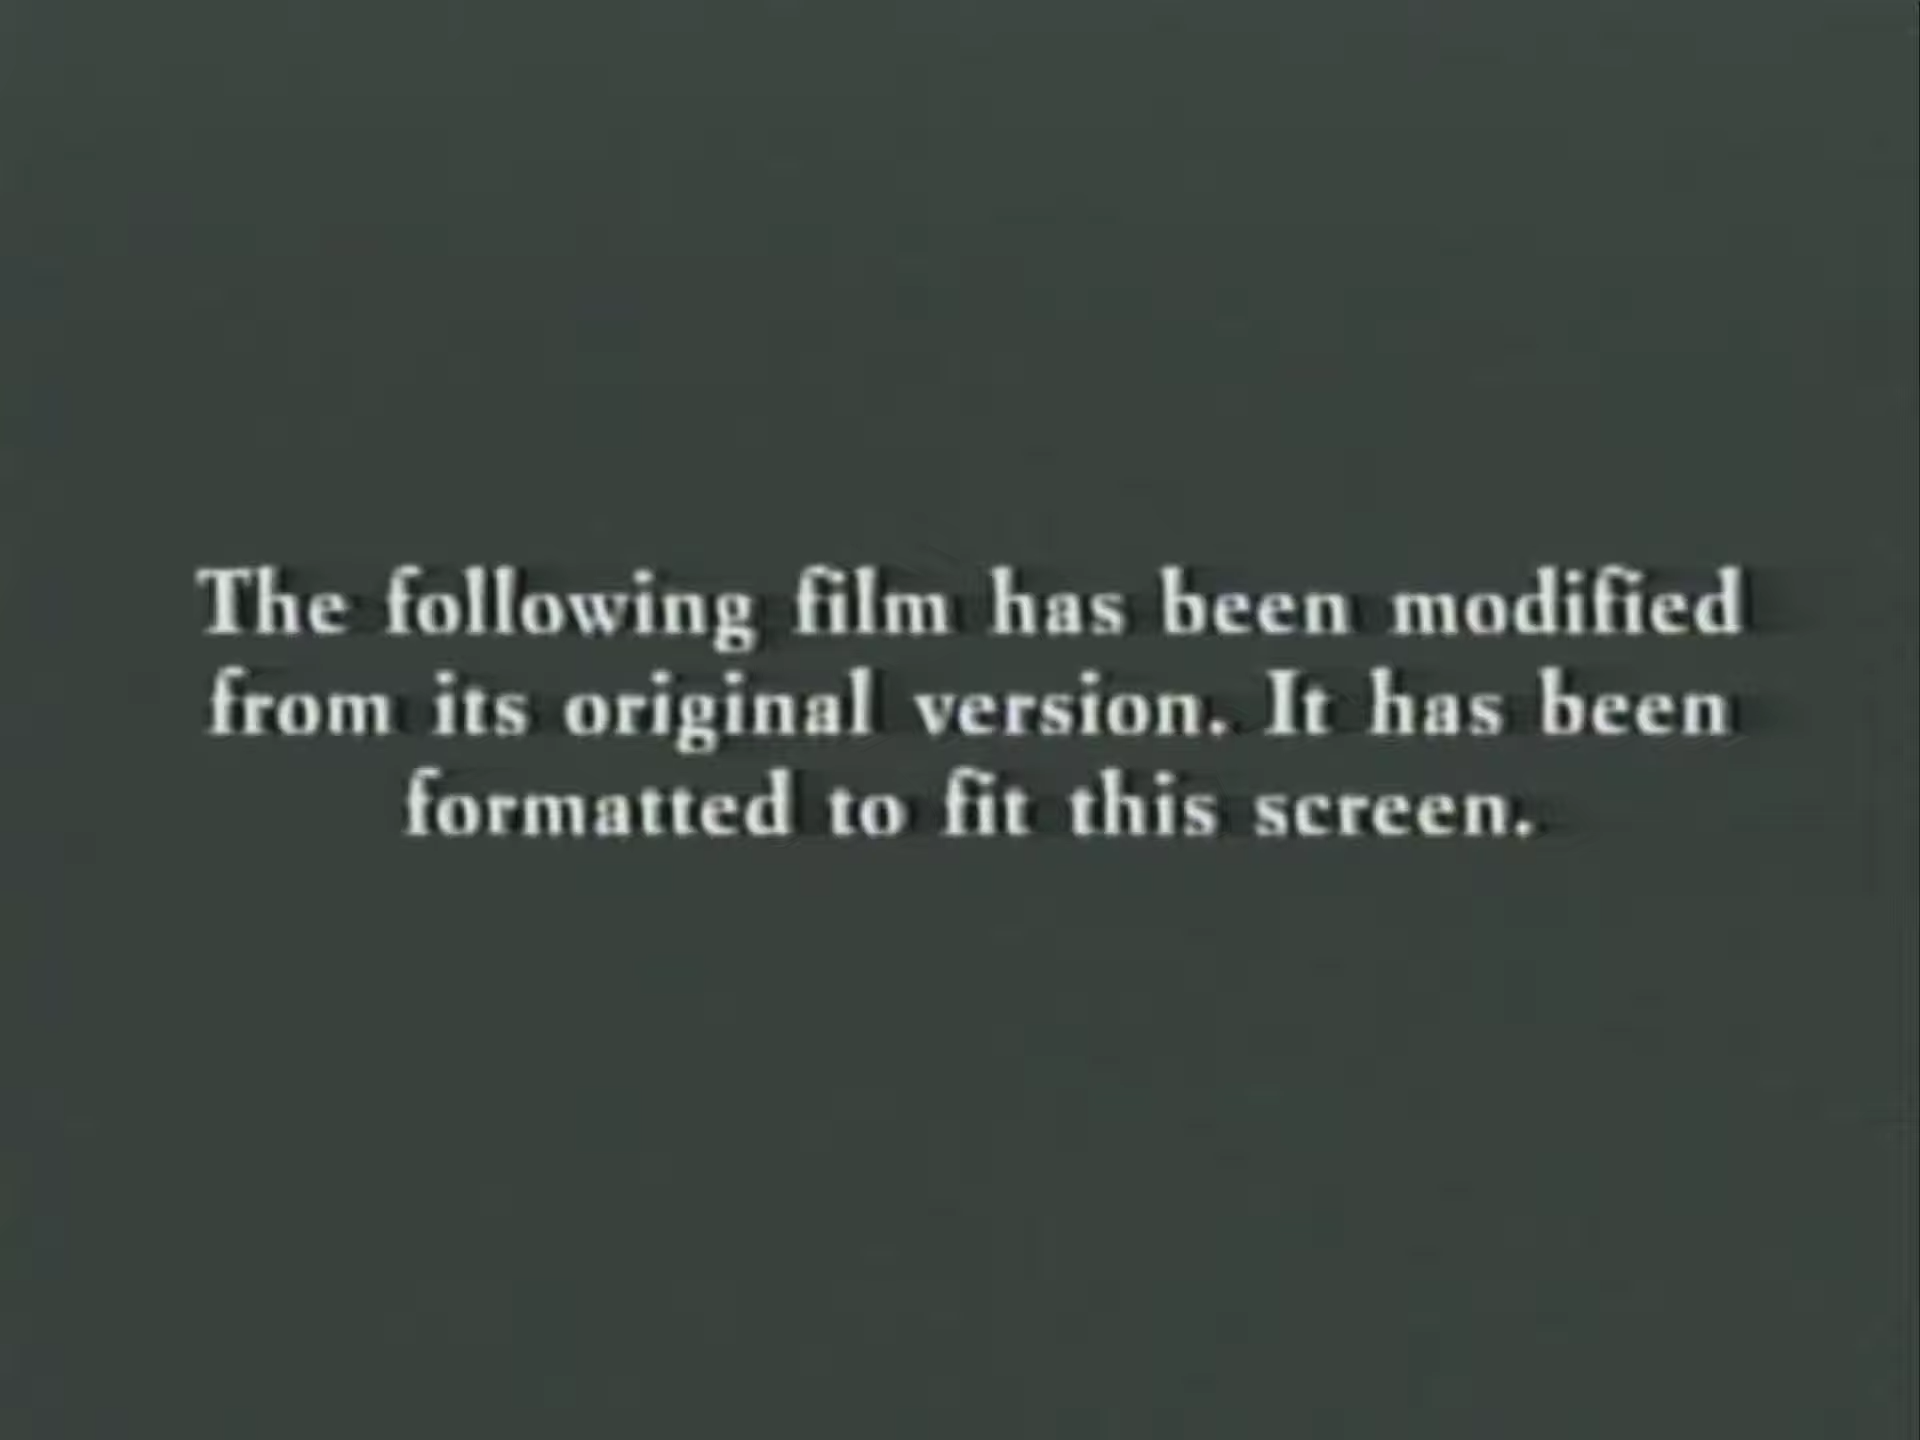 The following film has been modified
from its original version. It has been
formatted to fit this screen.